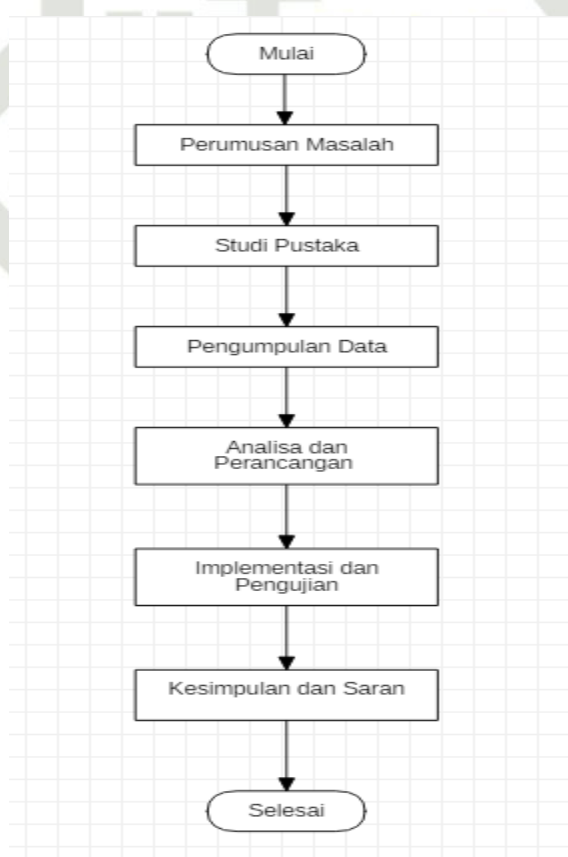 Mulai
Perumusan Masalah
Studi Pustaka
Pengumpulan Data
Analisa dan
Perancangan
Implementasi dan
Pengujian
Kesimpulan dan Saran
Selesai